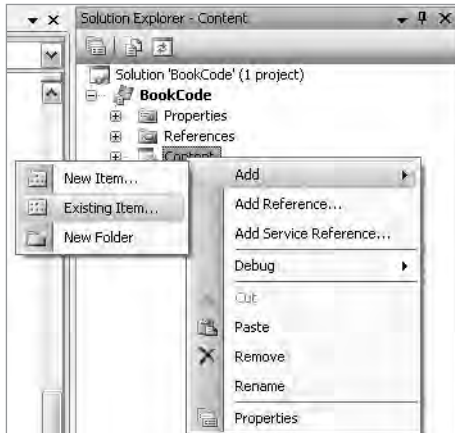 Solution Explorer - Content
Solution 'BookCode' (1 project)
BookCode
Properties
References
Content
Add
New Item...
Existing Item...
New Folder
Add Reference...
Add Service Reference...
Debug
Cut
Paste
Remove
Rename
Properties